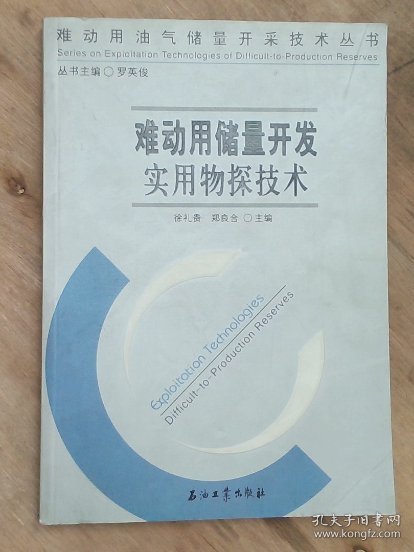 难动用油气储量开采技术丛书
Series on Exploitation Technologies of Difficult-to-Production Reserves
丛书主编○罗英俊
难动用储量开发
实用物探技术
徐礼贵 郑良合○主编
Exploitation Technologies
Difficult-to-Production Reserves
石油工业出版社
孔夫子旧书网
www.kongfz.com